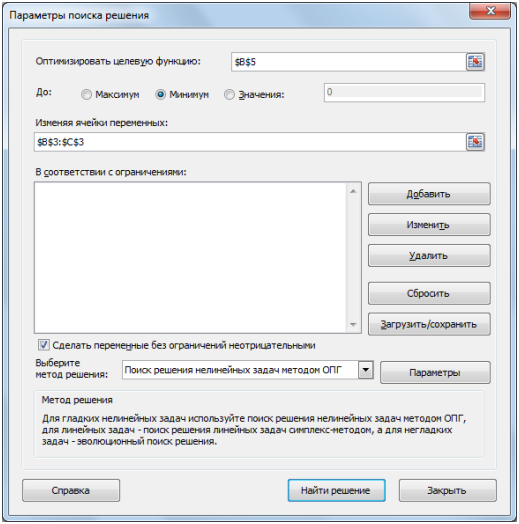 Параметры поиска решения
Оптимизировать целевую функцию: $B$5
До: Максимум Минимум Значения: 0
Изменяя ячейки переменных:
$B$3:$C$3
В соответствии с ограничениями:
Добавить
Изменить
Удалить
Сбросить
Загрузить/сохранить
Сделать переменные без ограничений неотрицательными
Выберите
метод решения: Поиск решения нелинейных задач методом ОПГ Параметры
Метод решения
Для гладких нелинейных задач используйте поиск решения нелинейных задач методом ОПГ,
для линейных задач - поиск решения линейных задач симплекс-методом, а для негладких
задач - эволюционный поиск решения.
Справка Найти решение Закрыть